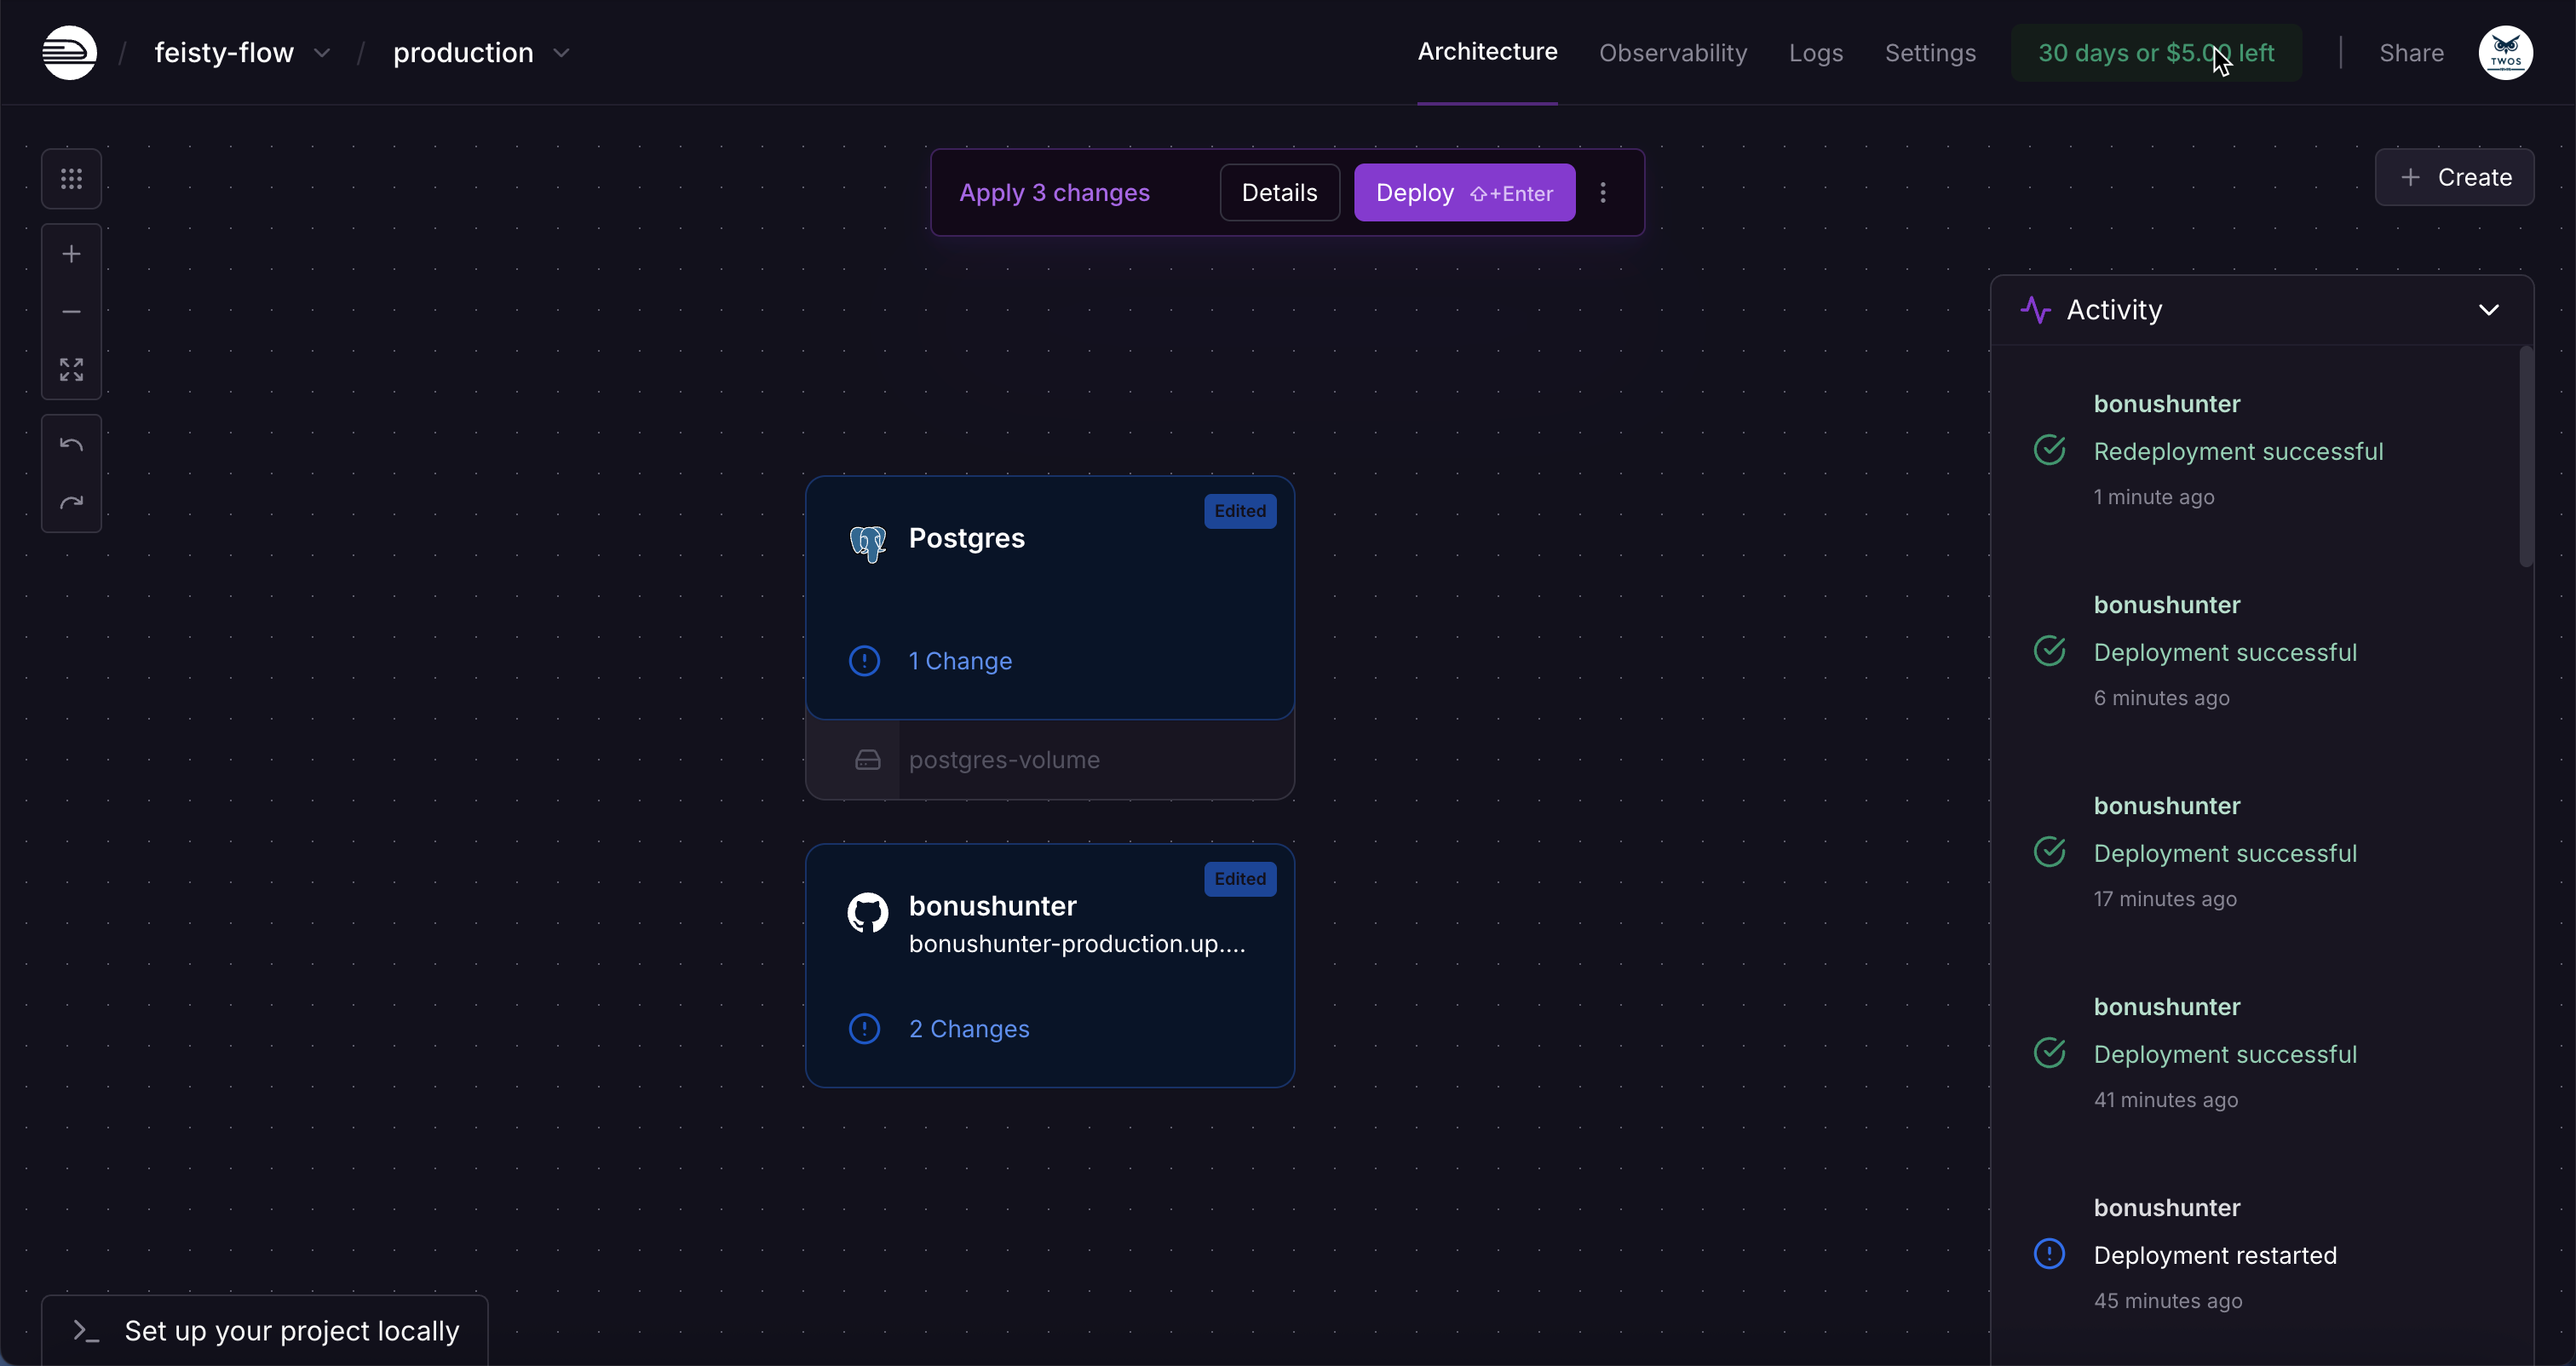 feisty-flow
production
Architecture
Observability
Logs
Settings
30 days or $5.00 left
Share
TWOS
Apply 3 changes
Details
Deploy ⇧+Enter
Create
Activity
bonushunter
Redeployment successful
1 minute ago
bonushunter
Deployment successful
6 minutes ago
bonushunter
Deployment successful
17 minutes ago
bonushunter
Deployment successful
41 minutes ago
bonushunter
Deployment restarted
45 minutes ago
Edited
Postgres
1 Change
postgres-volume
Edited
bonushunter
bonushunter-production.up....
2 Changes
Set up your project locally